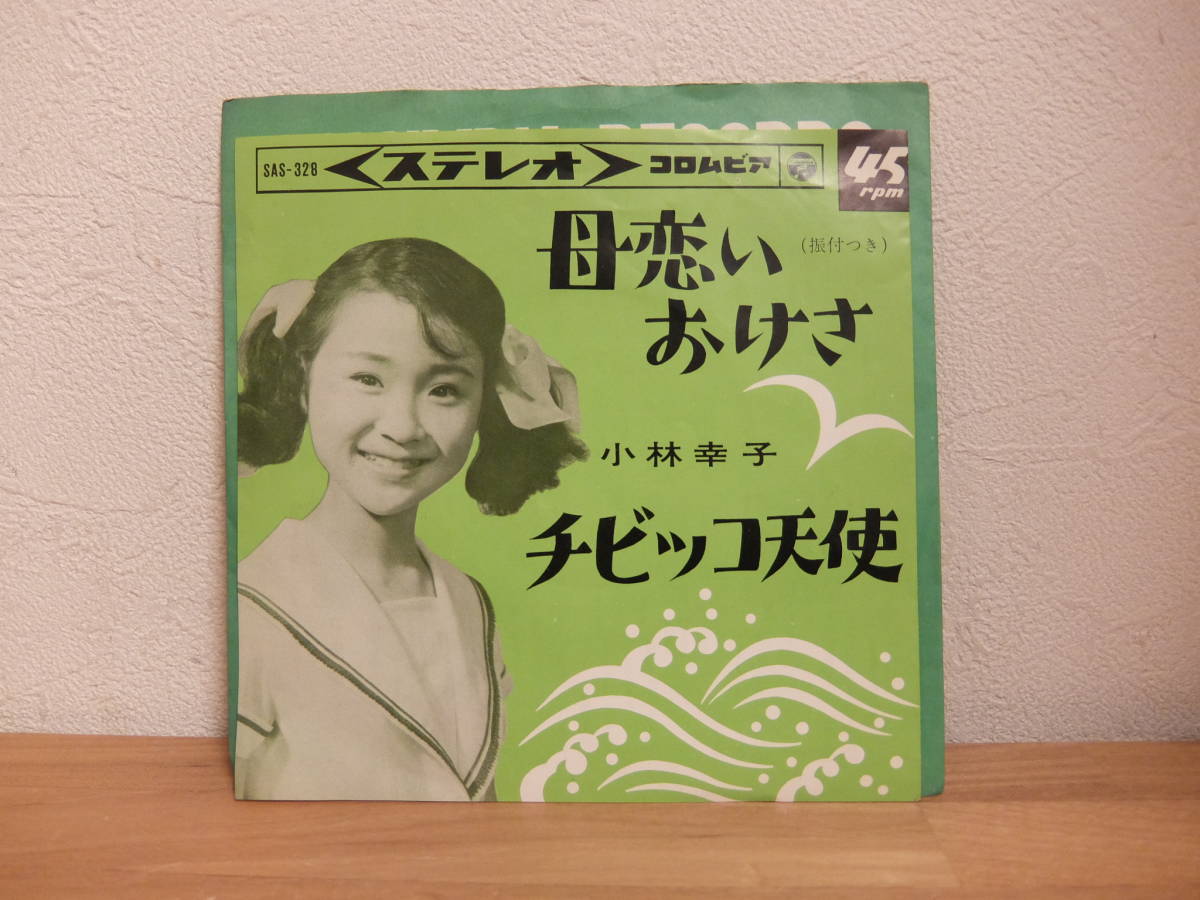 SAS-328 <ステレオ> コロムビア
45
rpm
母恋い (振付つき)
おけさ
小林幸子
チビッコ天使